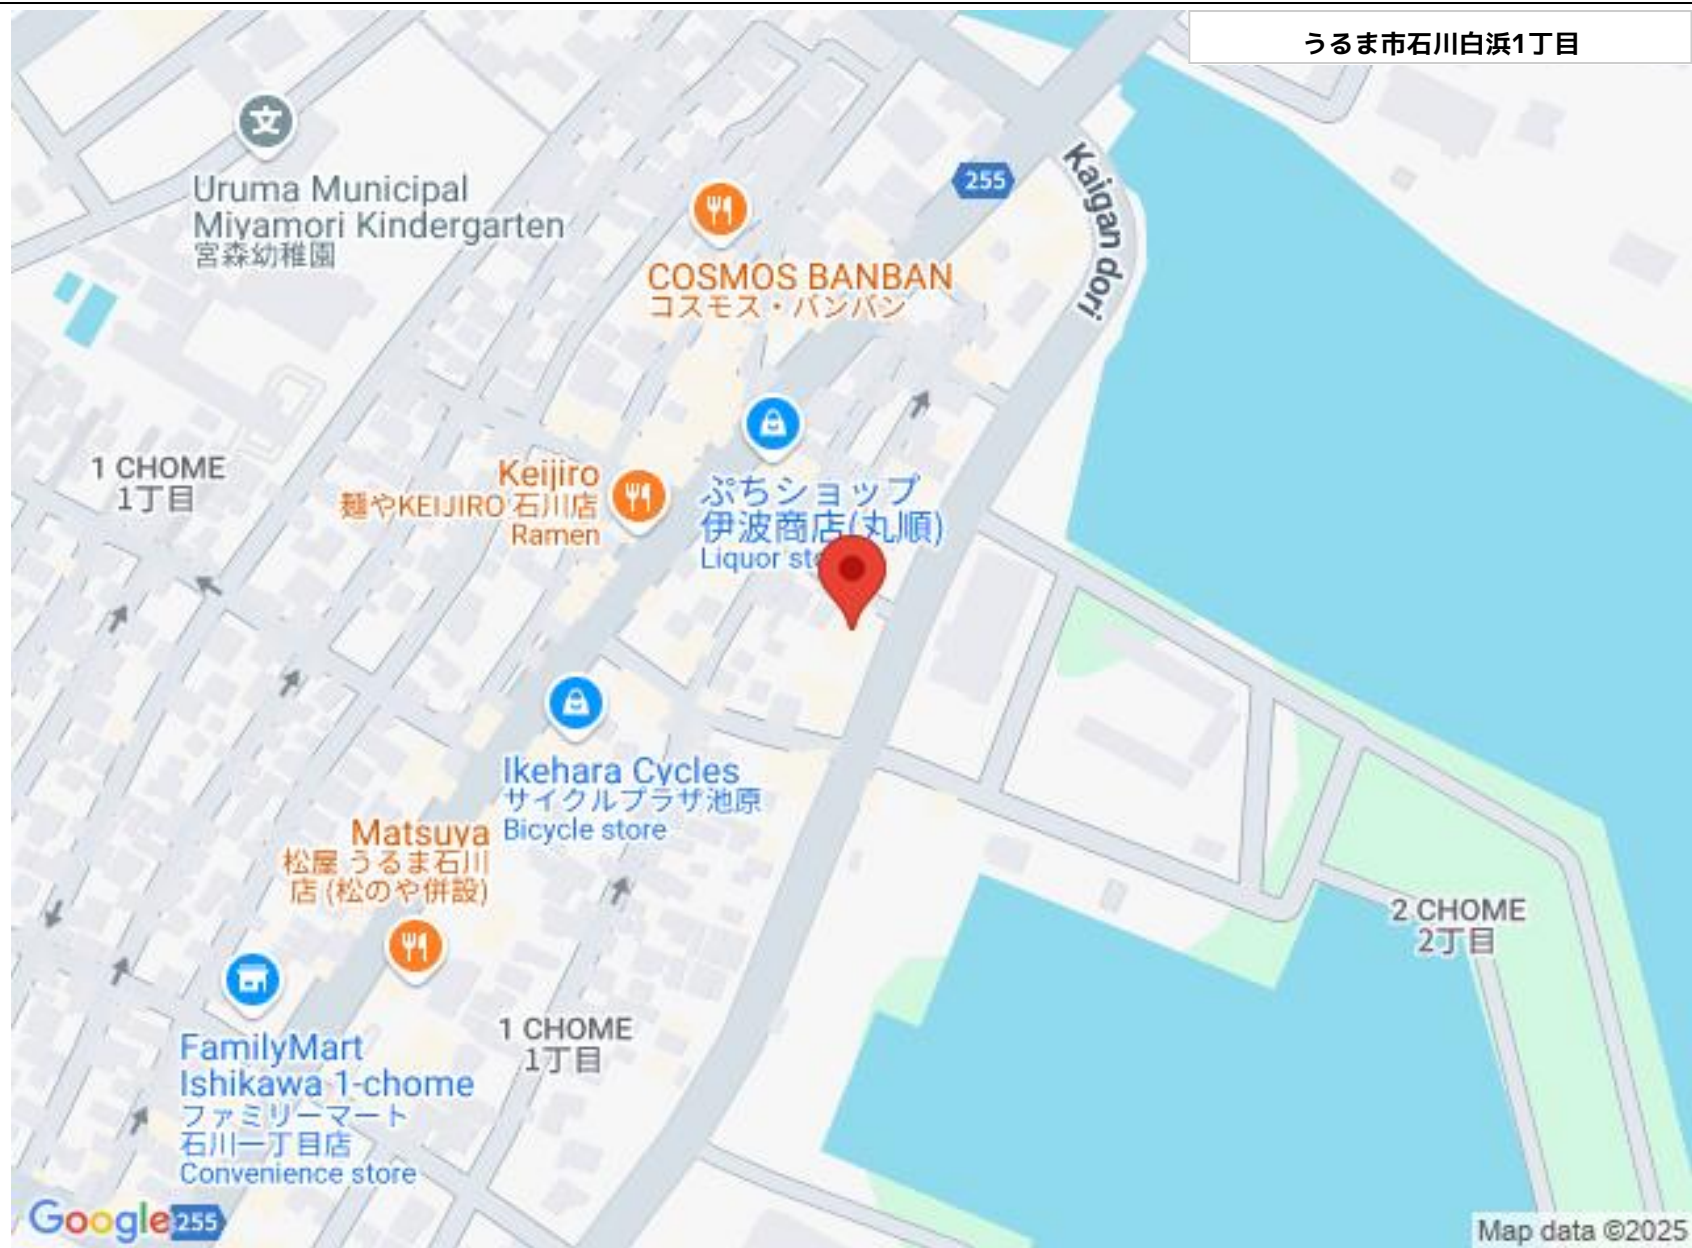 うるま市石川白浜1丁目
文
Uruma Municipal
Miyamori Kindergarten
宮森幼稚園
255
Kaigan dori
COSMOS BANBAN
コスモス・バンバン
1 CHOME
1丁目
Keijiro
麺やKEIJIRO 石川店
Ramen
ぷちショップ
伊波商店(丸順)
Liquor
Ikehara Cycles
サイクルプラザ池原
Bicycle store
Matsuya
松屋 うるま石川
店 (松のや併設)
2 CHOME
2丁目
1 CHOME
1丁目
FamilyMart
Ishikawa 1-chome
ファミリーマート
石川一丁目店
Convenience store
Google
255
Map data ©2025